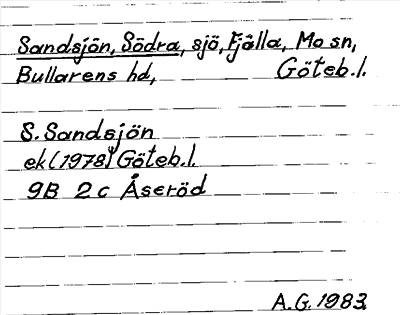 Sandsjön, Södra, sjö, Fjälla, Mo sn,
Bullarens hd, Göteb.l.
S. Sandsjön
ek (1978) Göteb.l.
9B 2c Åseröd
A.G. 1983